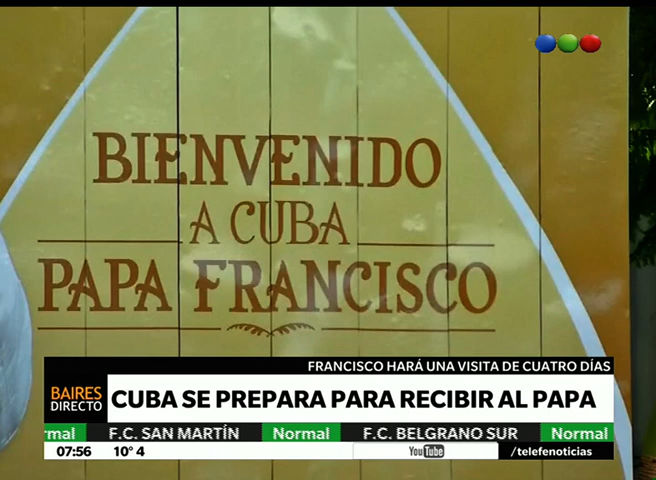 BIENVENIDO
A CUBA
PAPA FRANCISCO
FRANCISCO HARÁ UNA VISITA DE CUATRO DÍAS
BAIRES
DIRECTO
CUBA SE PREPARA PARA RECIBIR AL PAPA
rmal F.C. SAN MARTÍN Normal F.C. BELGRANO SUR Normal
07:56 10° 4 YouTube /telefenoticias